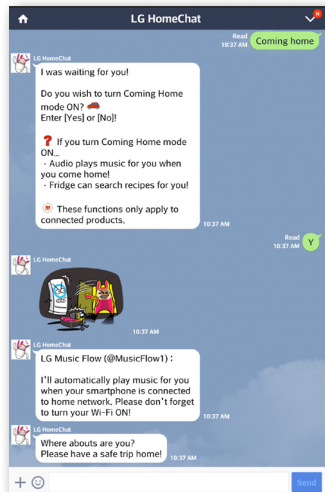 LG HomeChat
N
Read
10:37 AM
Coming home
LG HomeChat
I was waiting for you!
Do you wish to turn Coming Home
mode ON?
Enter [Yes] or [No]!
? If you turn Coming Home mode
ON...
· Audio plays music for you when
you come home!
· Fridge can search recipes for you!
!!! These functions only apply to
connected products.
10:37 AM
Read
10:37 AM
Y
LG HomeChat
10:37 AM
LG HomeChat
LG Music Flow (@MusicFlow1) :
I'll automatically play music for you
when your smartphone is connected
to home network. Please don't forget
to turn your Wi-Fi ON!
10:37 AM
LG HomeChat
Where abouts are you?
Please have a safe trip home!
10:37 AM
Send